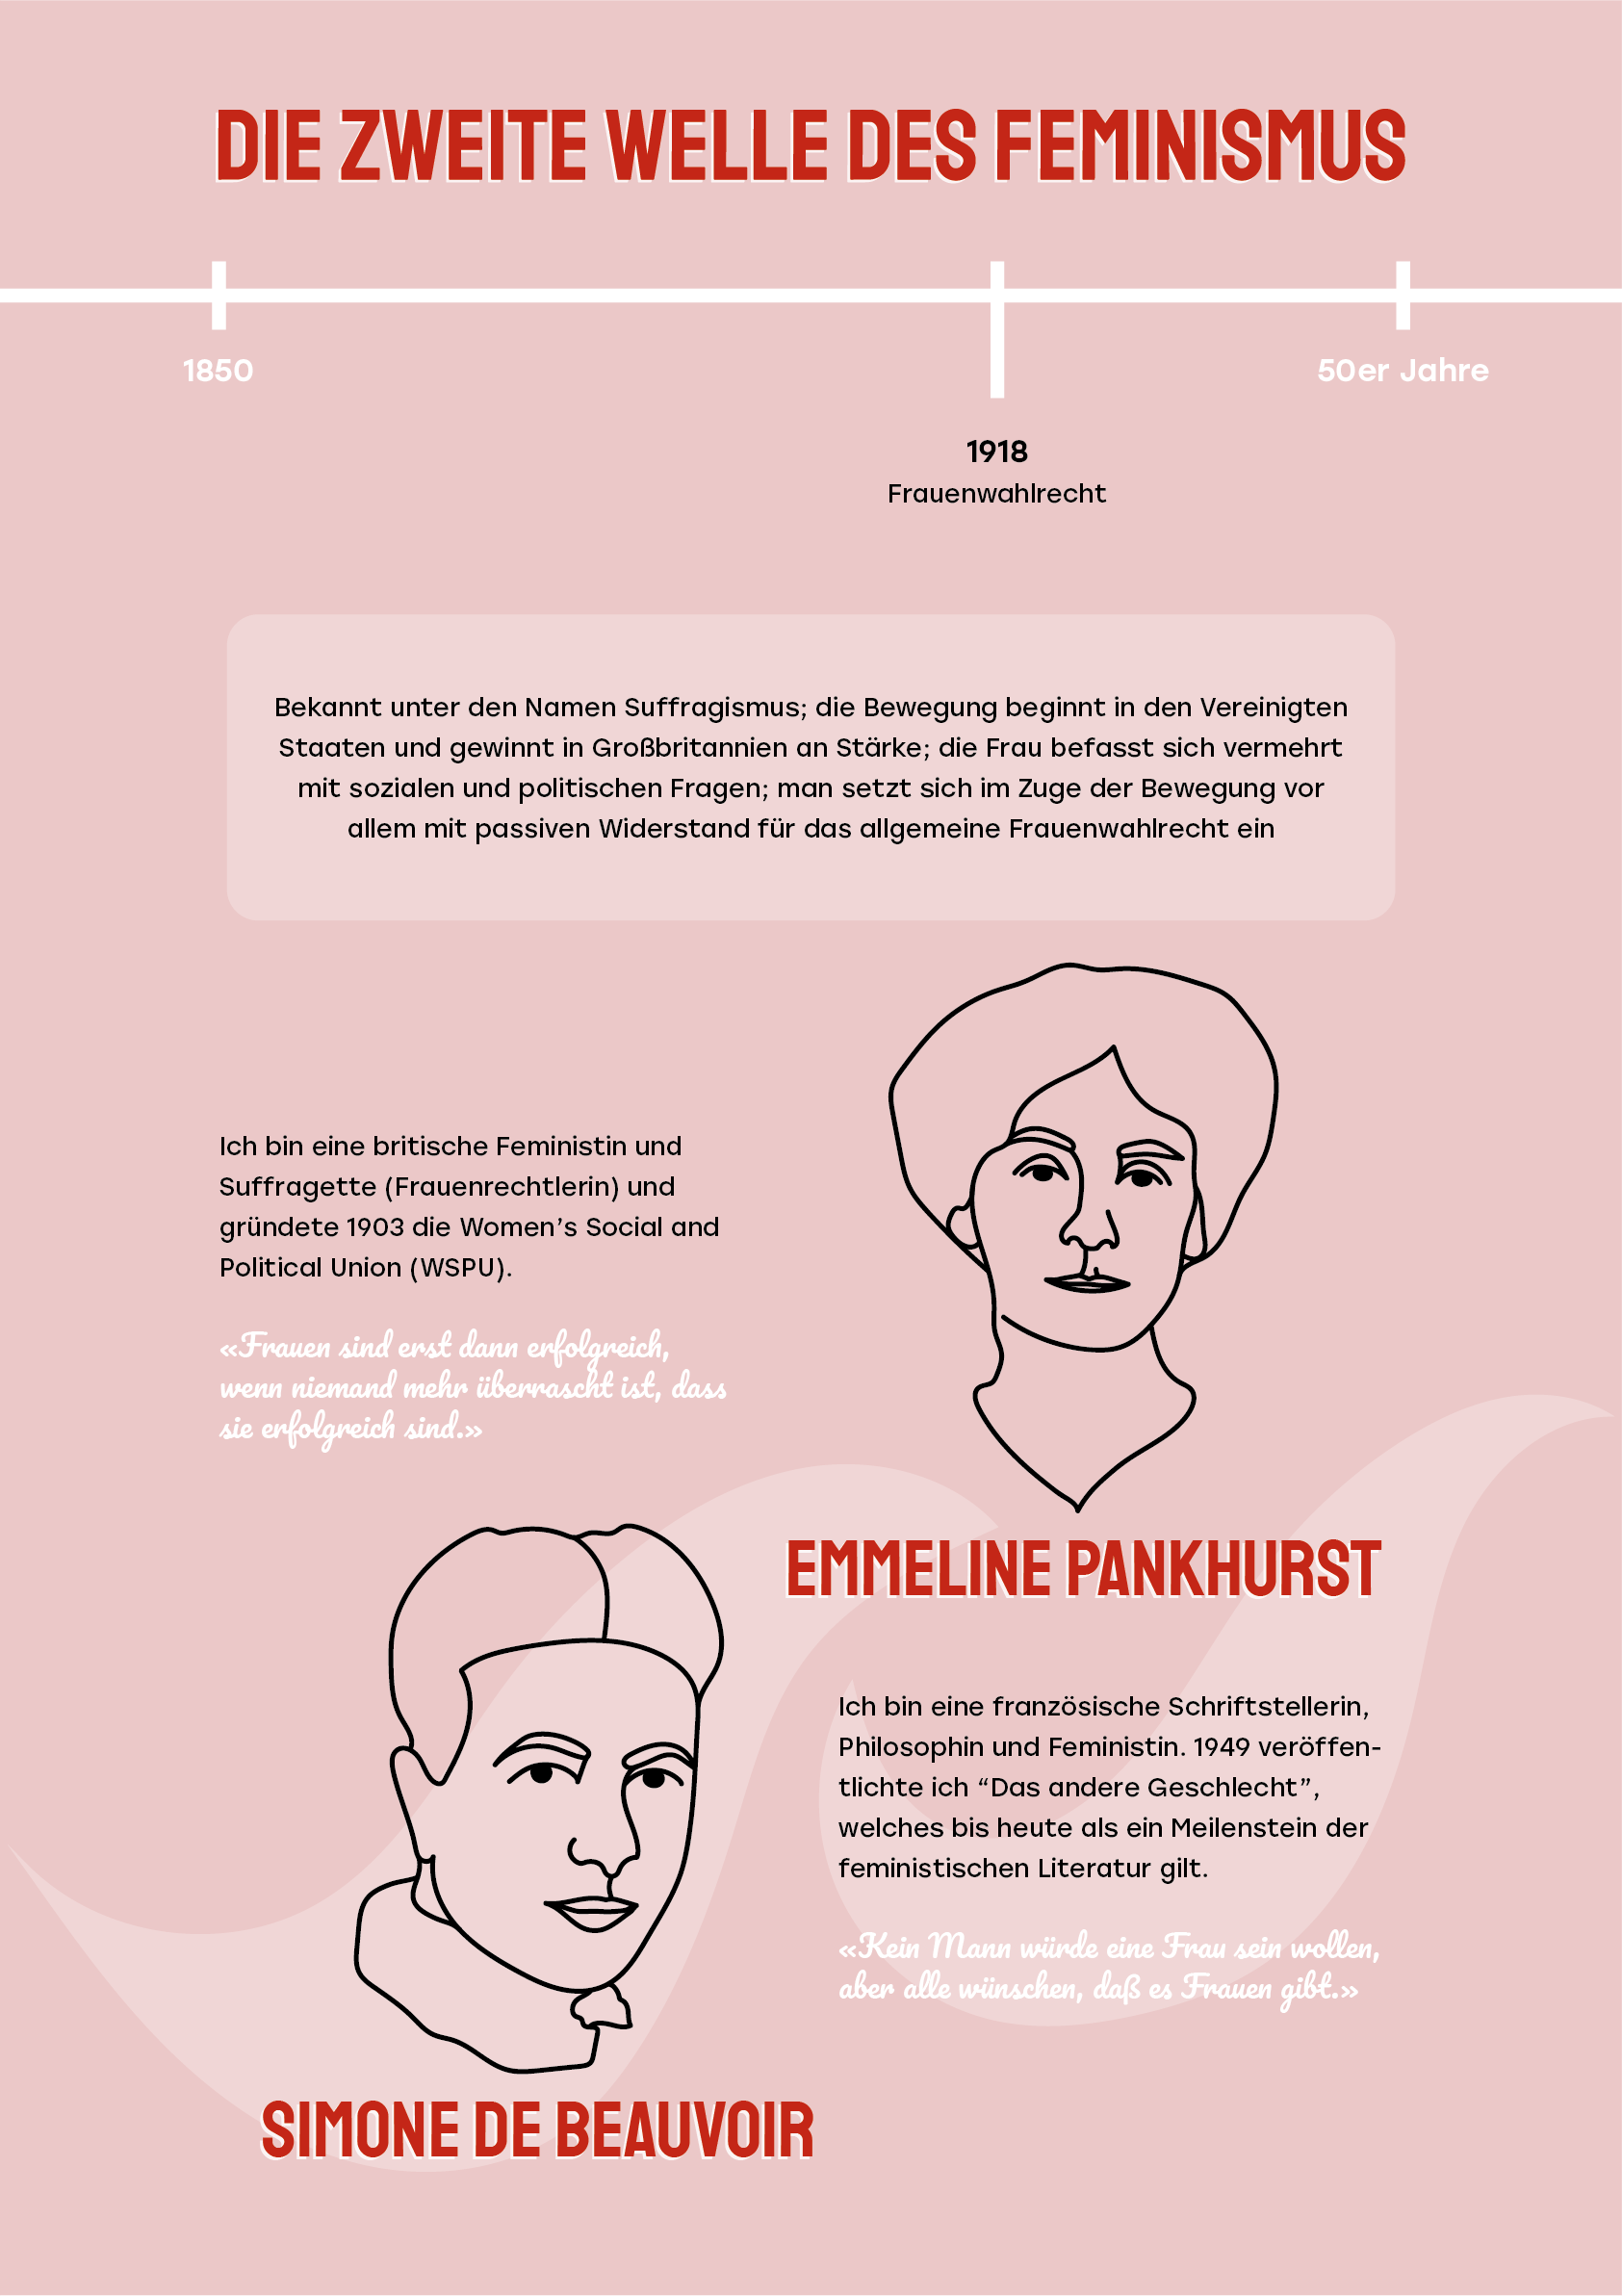 DIE ZWEITE WELLE DES FEMINISMUS
1850
50er Jahre
1918
Frauenwahlrecht
Bekannt unter den Namen Suffragismus; die Bewegung beginnt in den Vereinigten
Staaten und gewinnt in Großbritannien an Stärke; die Frau befasst sich vermehrt
mit sozialen und politischen Fragen; man setzt sich im Zuge der Bewegung vor
allem mit passiven Widerstand für das allgemeine Frauenwahlrecht ein
Ich bin eine britische Feministin und
Suffragette (Frauenrechtlerin) und
gründete 1903 die Women’s Social and
Political Union (WSPU).
«Frauen sind erst dann erfolgreich,
wenn niemand mehr überrascht ist, dass
sie erfolgreich sind.»
EMMELINE PANKHURST
Ich bin eine französische Schriftstellerin,
Philosophin und Feministin. 1949 veröffen-
tlichte ich “Das andere Geschlecht”,
welches bis heute als ein Meilenstein der
feministischen Literatur gilt.
«Kein Mann würde eine Frau sein wollen,
aber alle wünschen, daß es Frauen gibt.»
SIMONE DE BEAUVOIR